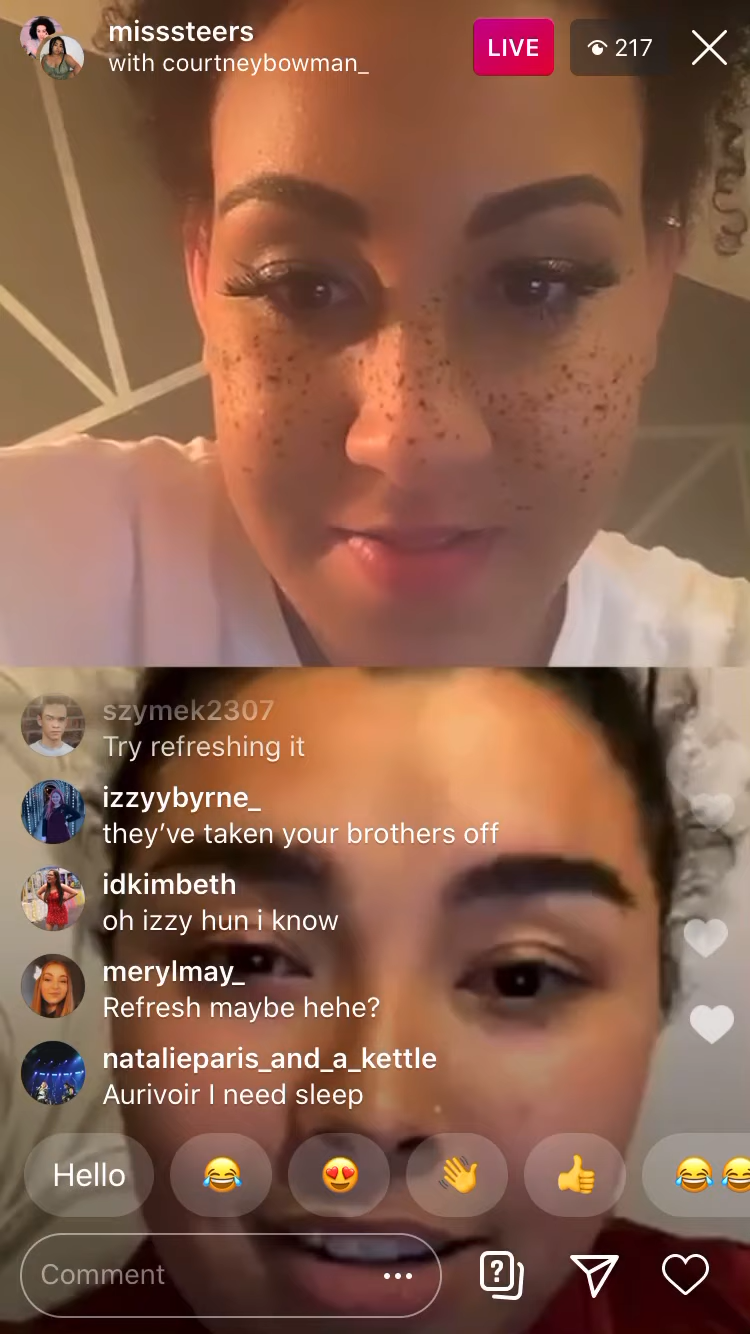 misssteers
with courtneybowman_
LIVE
217
szymek2307
Try refreshing it
izzyybyrne_
they’ve taken your brothers off
idkimbeth
oh izzy hun i know
merylmay_
Refresh maybe hehe?
natalieparis_and_a_kettle
Aurivoir I need sleep
Hello 😂 😍 👋 👍 😂😂
Comment